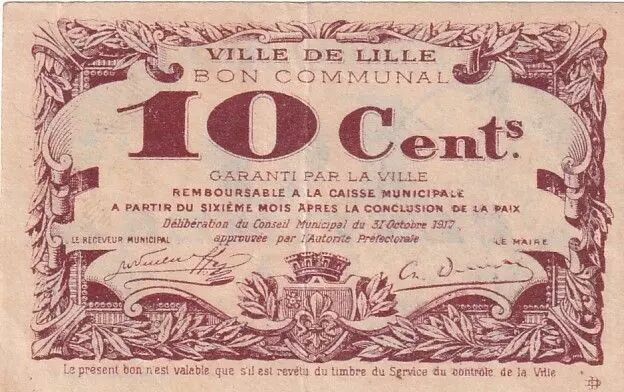 VILLE DE LILLE
BON COMMUNAL
10 Cents.
GARANTI PAR LA VILLE
REMBOURSABLE A LA CAISSE MUNICIPALE
A PARTIR DU SIXIÈME MOIS APRÈS LA CONCLUSION DE LA PAIX
Délibération du Conseil Municipal du 31 Octobre 1917
approuvée par l'Autorité Préfectorale
LE RECEVEUR MUNICIPAL
LE MAIRE
Le présent bon n'est valable que s'il est revêtu du timbre du Service du contrôle de la Ville